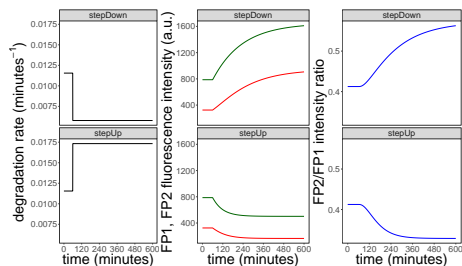 stepDown
stepDown
stepDown
degradation rate (minutes⁻¹)
0.0175
0.0150
0.0125
0.0100
0.0075
FP1, FP2 fluorescence intensity (a.u.)
1600
1200
800
400
FP2/FP1 intensity ratio
0.5
0.4
stepUp
stepUp
stepUp
0.0175
0.0150
0.0125
0.0100
0.0075
1600
1200
800
400
0.5
0.4
0 120 240 360 480 600
0 120 240 360 480 600
0 120 240 360 480 600
time (minutes)
time (minutes)
time (minutes)